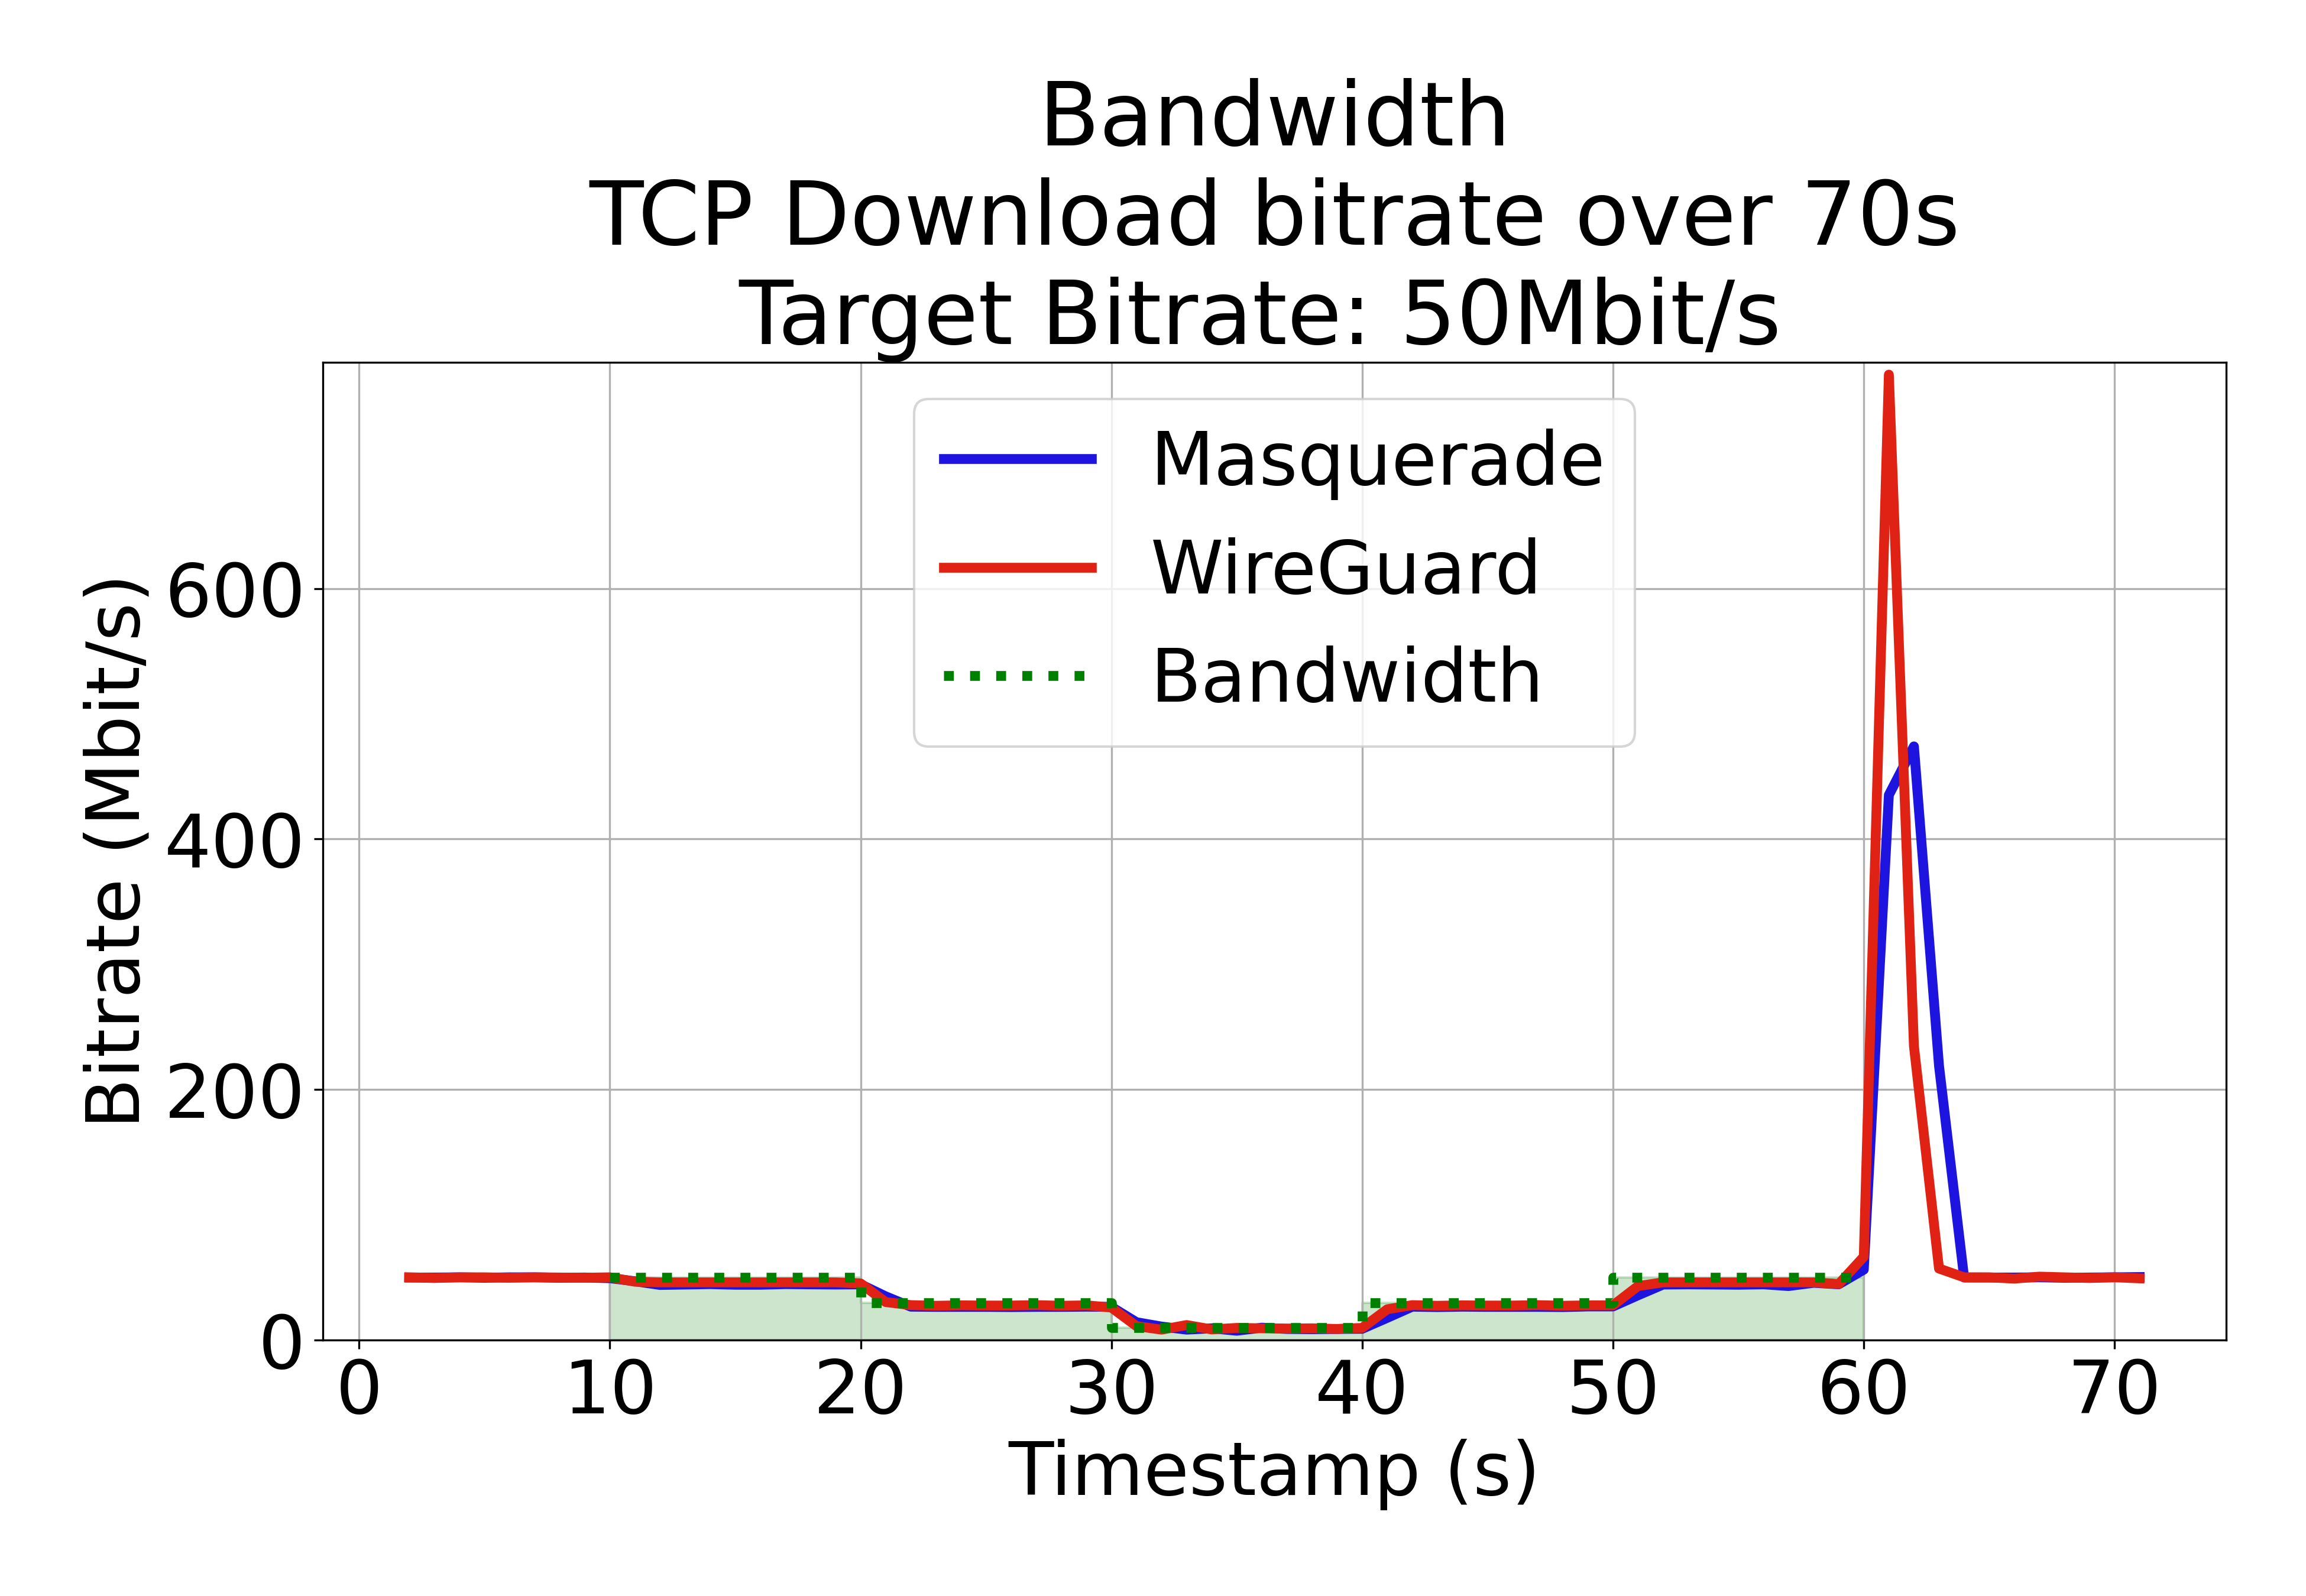 Bandwidth
TCP Download bitrate over 70s
Target Bitrate: 50Mbit/s
Masquerade
WireGuard
Bandwidth
Bitrate (Mbit/s)
600
400
200
0
0 10 20 30 40 50 60 70
Timestamp (s)